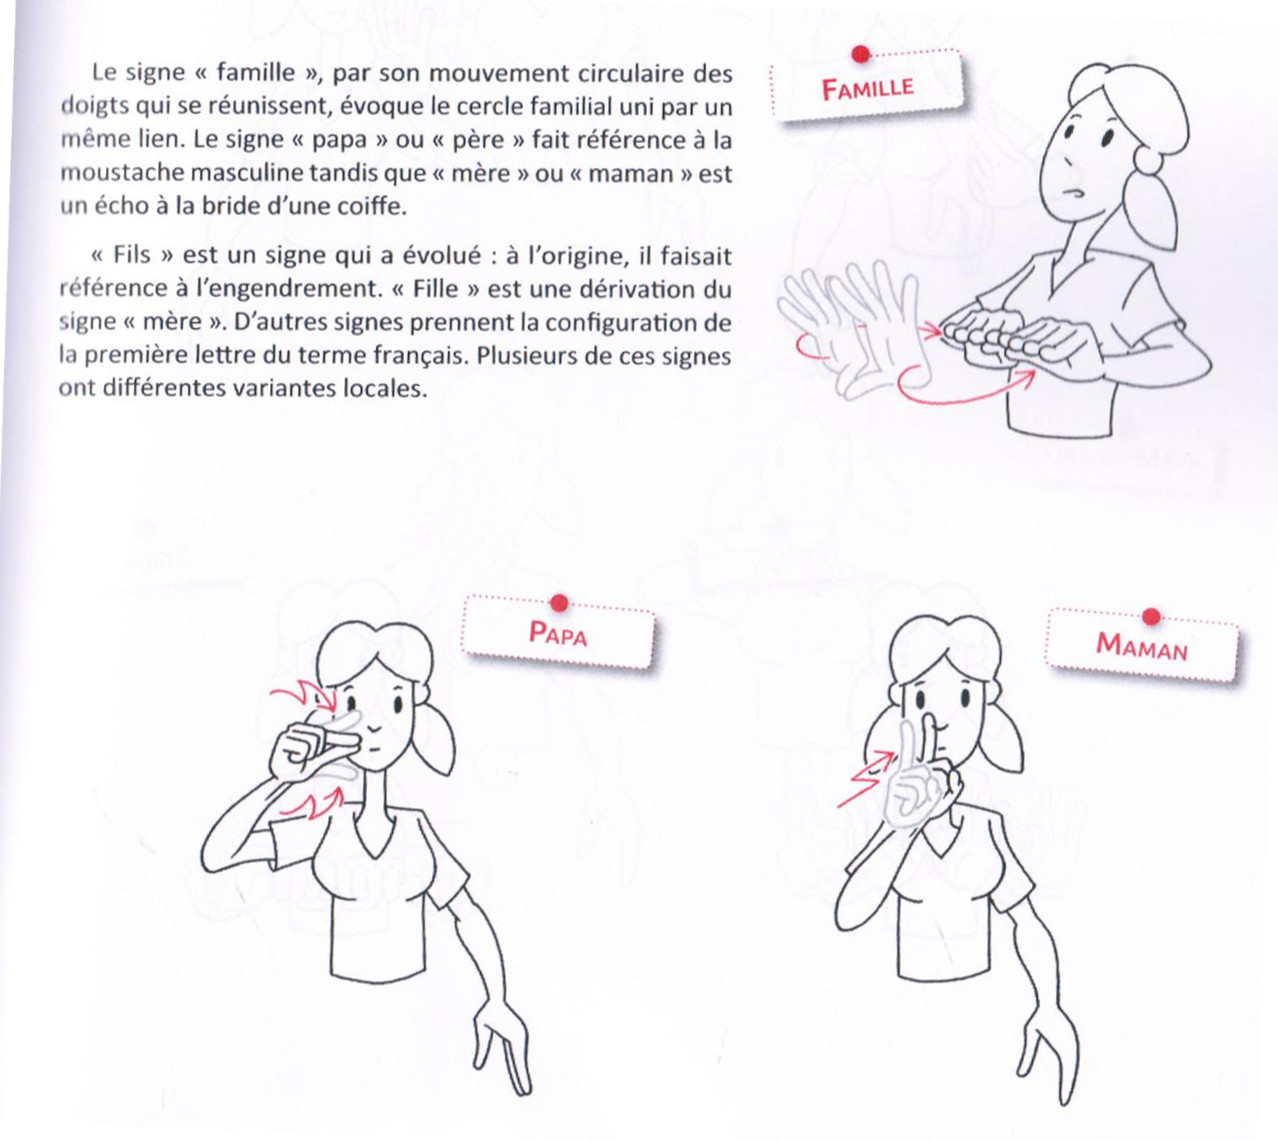 Le signe « famille », par son mouvement circulaire des
doigts qui se réunissent, évoque le cercle familial uni par un
même lien. Le signe « papa » ou « père » fait référence à la
moustache masculine tandis que « mère » ou « maman » est
un écho à la bride d'une coiffe.
« Fils » est un signe qui a évolué : à l'origine, il faisait
référence à l'engendrement. « Fille » est une dérivation du
signe « mère ». D'autres signes prennent la configuration de
la première lettre du terme français. Plusieurs de ces signes
ont différentes variantes locales.
FAMILLE
PAPA
MAMAN